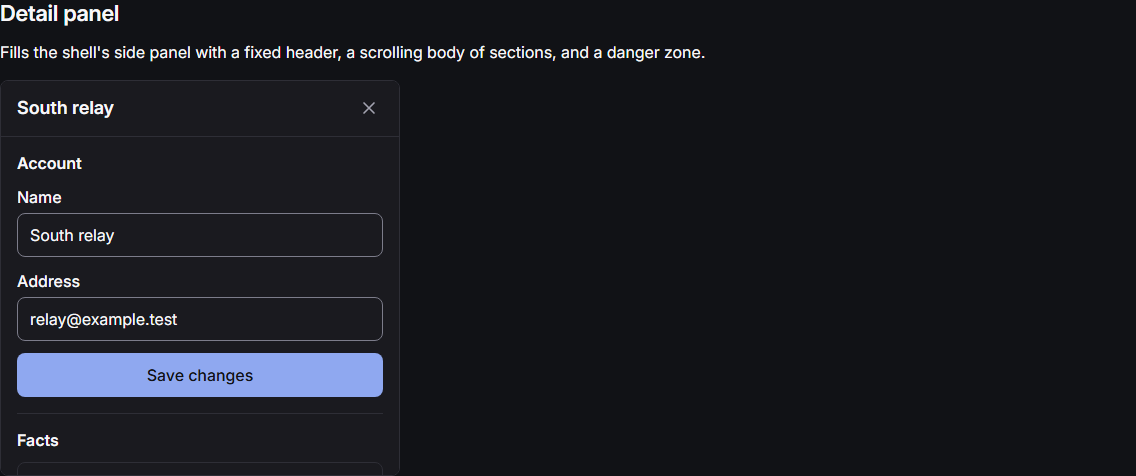 Detail panel
Fills the shell's side panel with a fixed header, a scrolling body of sections, and a danger zone.
South relay
Account
Name
South relay
Address
relay@example.test
Save changes
Facts